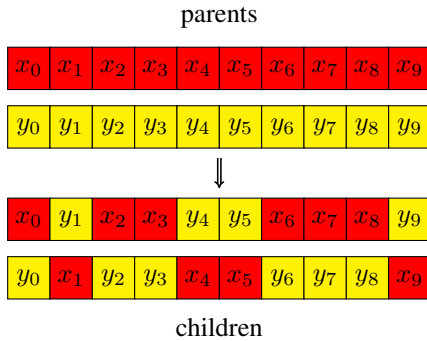 parents
x₀ x₁ x₂ x₃ x₄ x₅ x₆ x₇ x₈ x₉
y₀ y₁ y₂ y₃ y₄ y₅ y₆ y₇ y₈ y₉
⇓
x₀ y₁ x₂ x₃ y₄ y₅ x₆ x₇ x₈ y₉
y₀ x₁ y₂ y₃ x₄ x₅ y₆ y₇ y₈ x₉
children